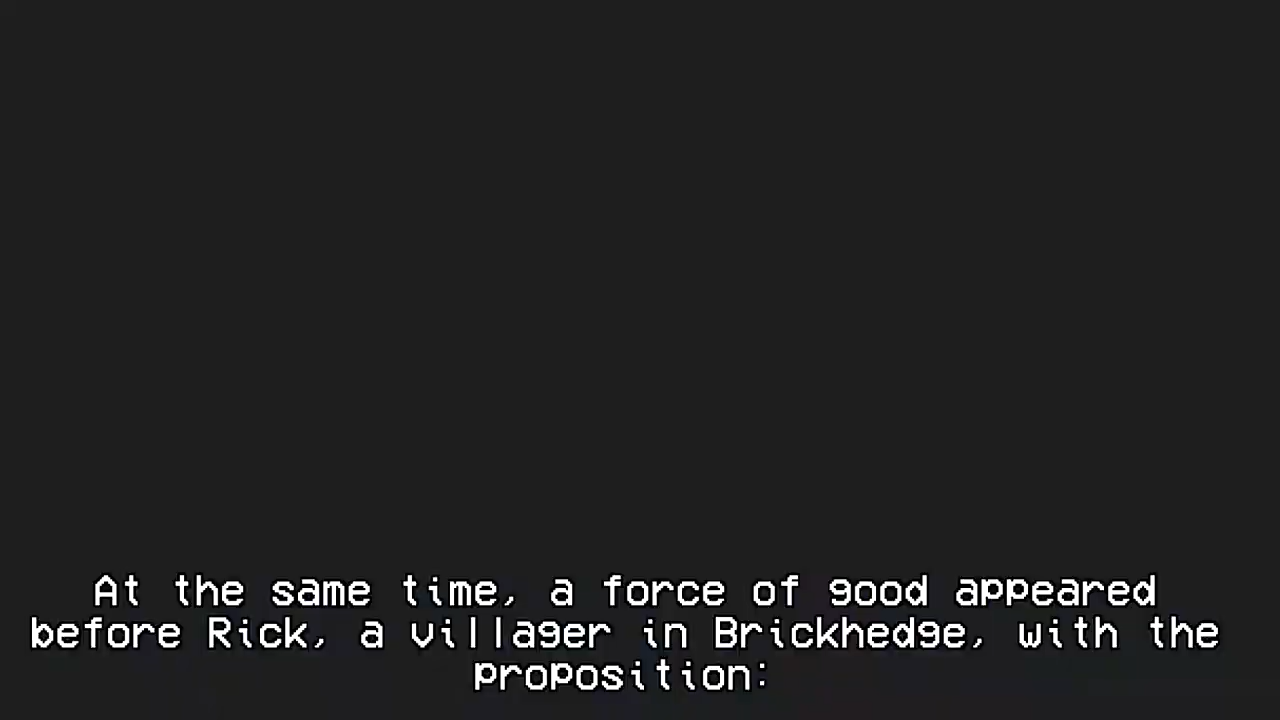 At the same time, a force of good appeared
before Rick, a villager in Brickhedge, with the
proposition: